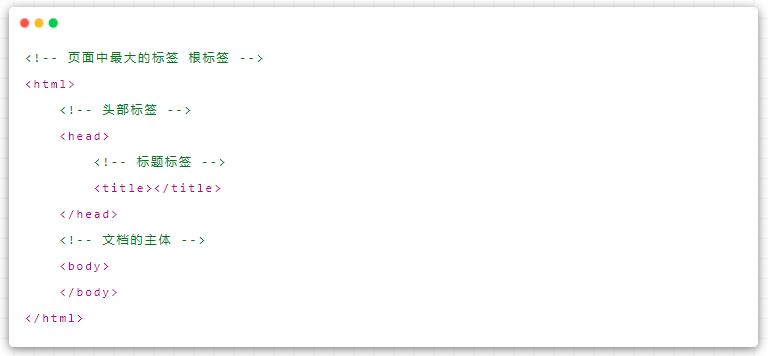 <!-- 页面中最大的标签 根标签 -->
<html>
    <!-- 头部标签 -->
    <head>
        <!-- 标题标签 -->
        <title></title>
    </head>
    <!-- 文档的主体 -->
    <body>
    </body>
</html>